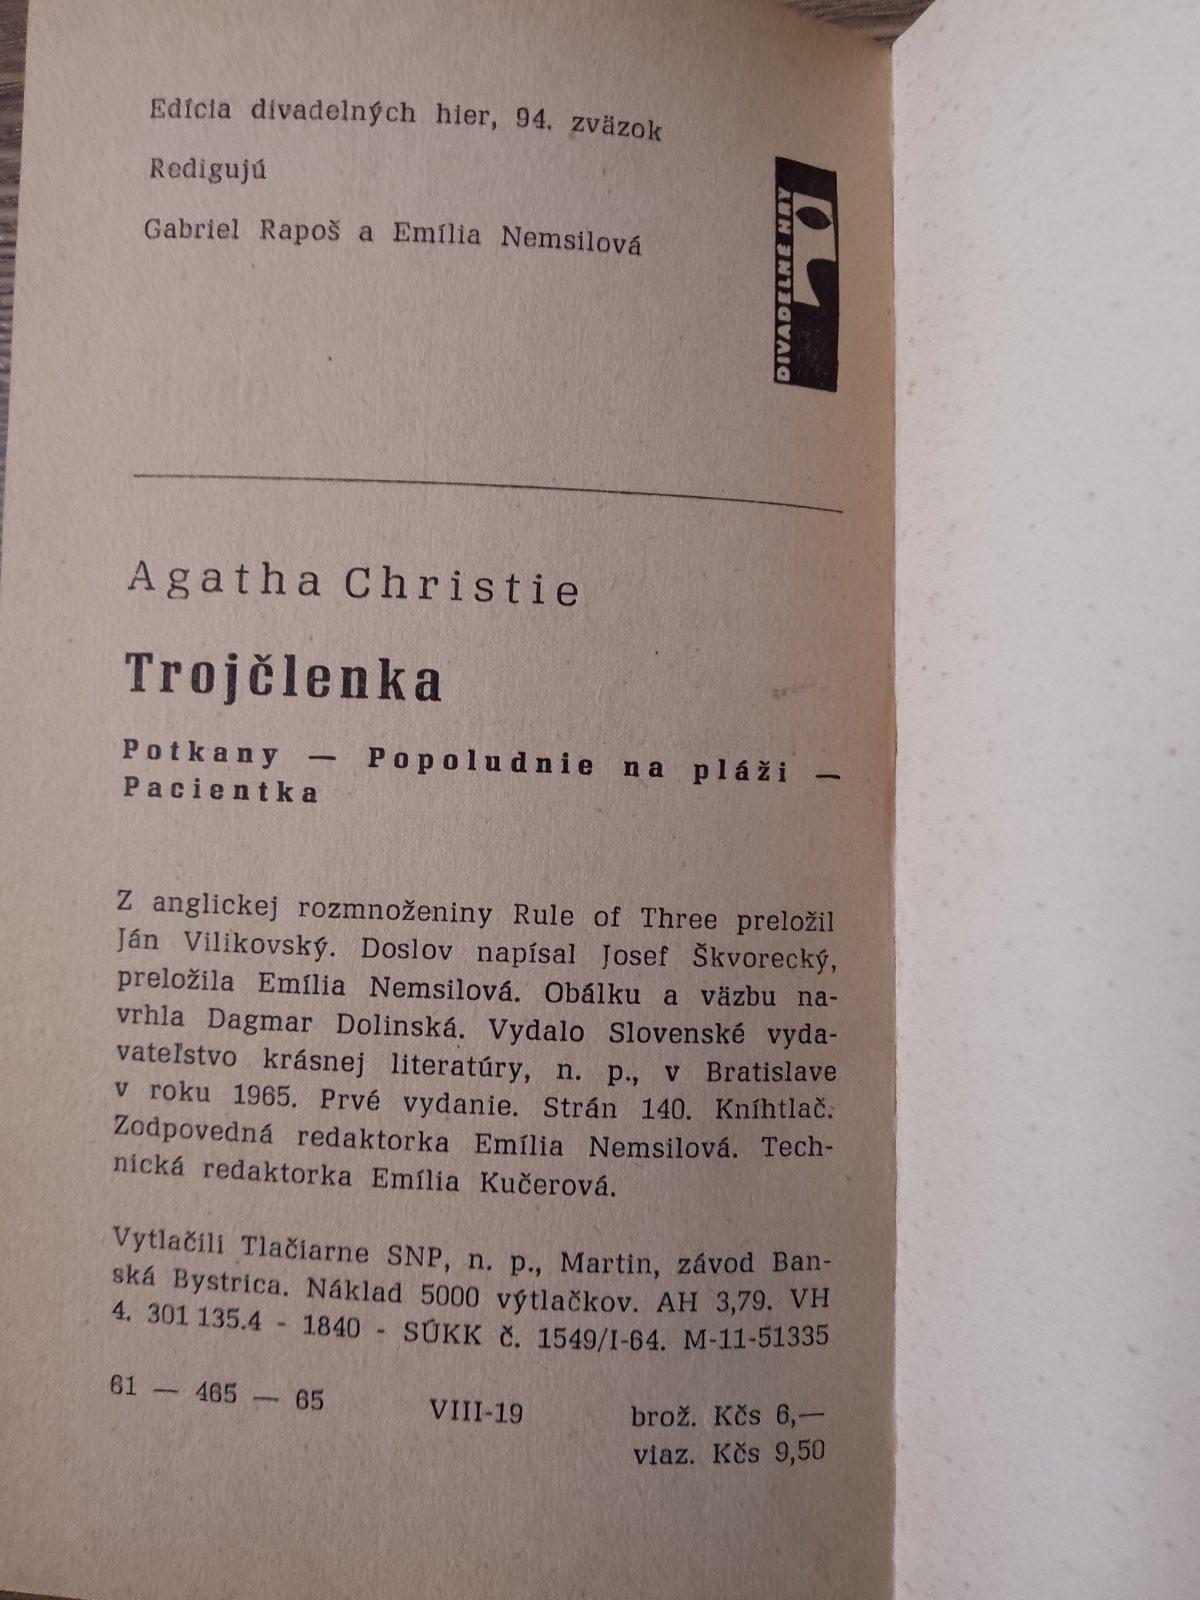 Edícia divadelných hier, 94. zväzok
Redigujú
Gabriel Rapoš a Emília Nemsilová
DIVADELNÉ HRY
Agatha Christie
Trojčlenka
Potkany — Popoludnie na pláži —
Pacientka
Z anglickej rozmnoženiny Rule of Three preložil
Ján Vilikovský. Doslov napísal Josef Škvorecký,
preložila Emília Nemsilová. Obálku a väzbu na-
vrhla Dagmar Dolinská. Vydalo Slovenské vyda-
vateľstvo krásnej literatúry, n. p., v Bratislave
v roku 1965. Prvé vydanie. Strán 140. Kníhtlač.
Zodpovedná redaktorka Emília Nemsilová. Tech-
nická redaktorka Emília Kučerová.
Vytlačili Tlačiarne SNP, n. p., Martin, závod Ban-
ská Bystrica. Náklad 5000 výtlačkov. AH 3,79. VH
4. 301 135.4 - 1840 - SÚKK č. 1549/I-64. M-11-51335
61 — 465 — 65 VIII-19 brož. Kčs 6,—
viaz. Kčs 9,50